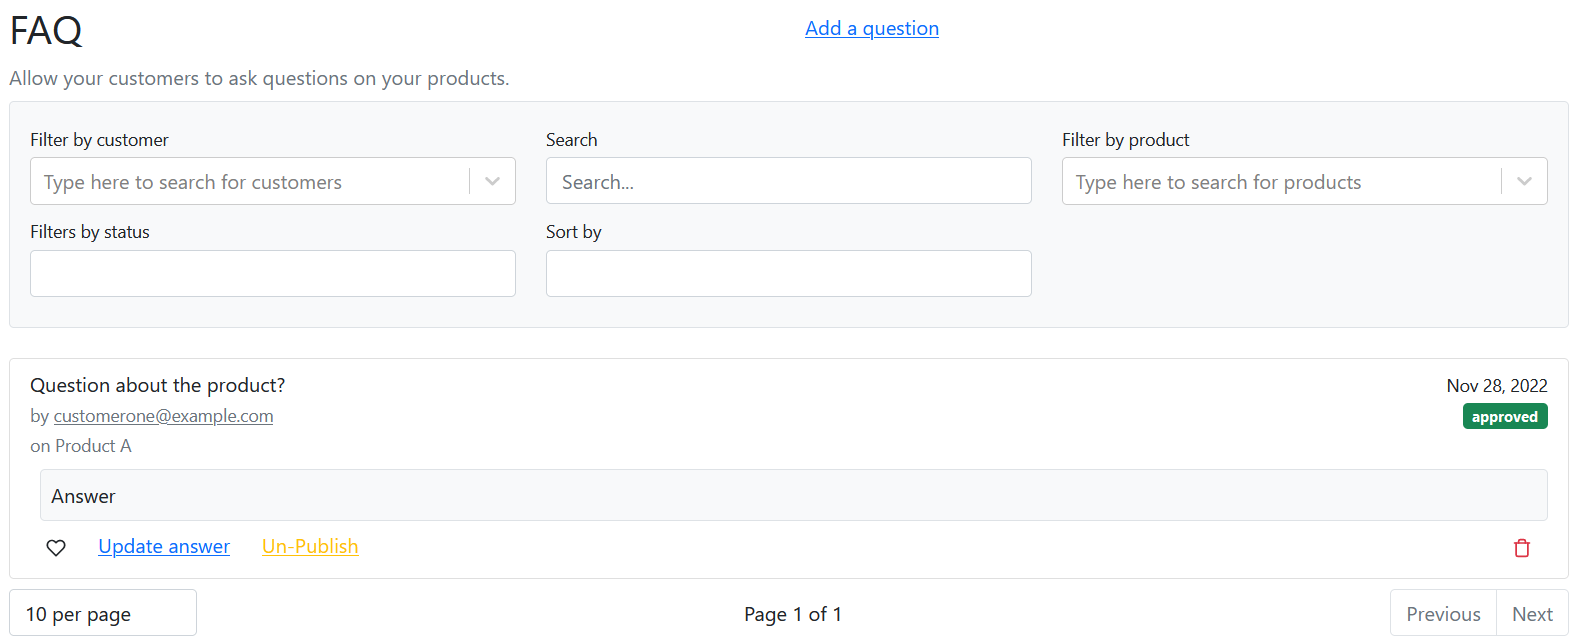 FAQ
Add a question
Allow your customers to ask questions on your products.
Filter by customer
Search
Filter by product
Type here to search for customers
Search...
Type here to search for products
Filters by status
Sort by
Question about the product?
Nov 28, 2022
by customerone@example.com
approved
on Product A
Answer
Update answer
Un-Publish
10 per page
Page 1 of 1
Previous
Next